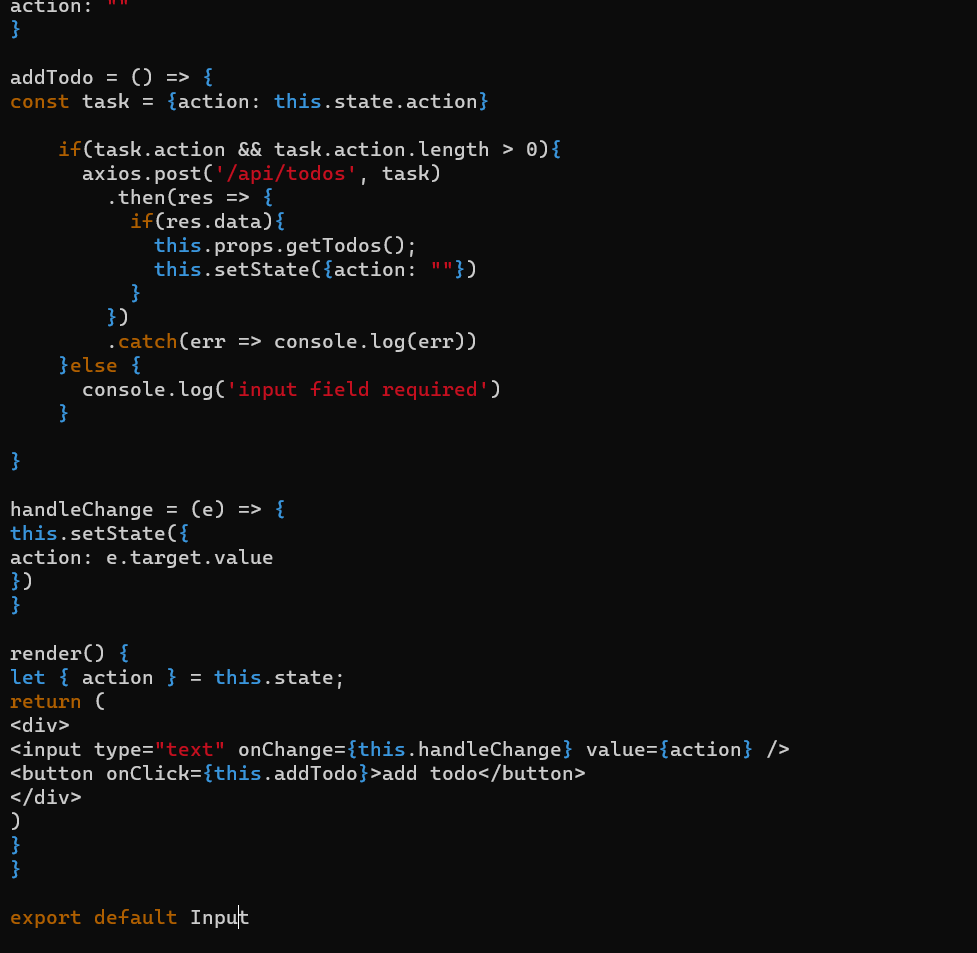 action: ""
}
addTodo = () => {
const task = {action: this.state.action}
if(task.action && task.action.length > 0){
axios.post('/api/todos', task)
.then(res => {
if(res.data){
this.props.getTodos();
this.setState({action: ""})
}
})
.catch(err => console.log(err))
}else {
console.log('input field required')
}
}
handleChange = (e) => {
this.setState({
action: e.target.value
})
}
render() {
let { action } = this.state;
return (
<div>
<input type="text" onChange={this.handleChange} value={action} />
<button onClick={this.addTodo}>add todo</button>
</div>
)
}
}
export default Input